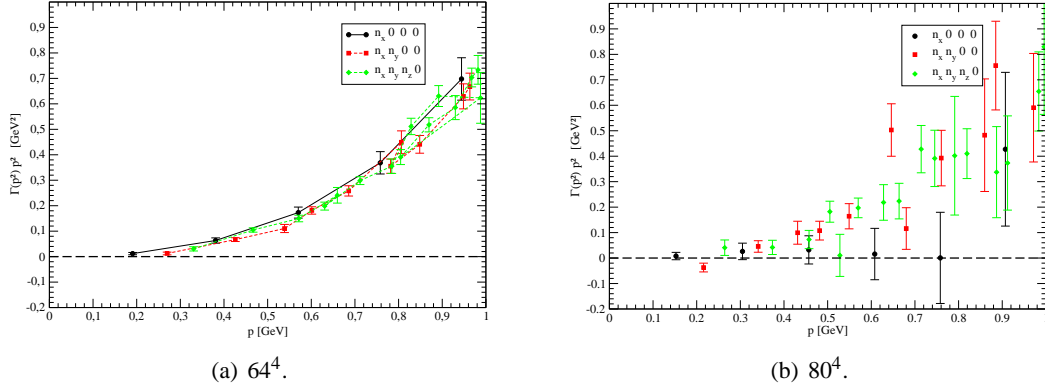 0,9
0,8
0,7
0,6
0,5
0,4
0,3
0,2
0,1
0
-0,1
-0,2
Γ(p²) p² [GeV²]
n_x 0 0 0
n_x n_y 0 0
n_x n_y n_z 0
0 0,1 0,2 0,3 0,4 0,5 0,6 0,7 0,8 0,9 1
p [GeV]
(a) 64⁴.
0.9
0.8
0.7
0.6
0.5
0.4
0.3
0.2
0.1
0
-0.1
-0.2
Γ(p²) p² [GeV²]
n_x 0 0 0
n_x n_y 0 0
n_x n_y n_z 0
0 0.1 0.2 0.3 0.4 0.5 0.6 0.7 0.8 0.9
p [GeV]
(b) 80⁴.